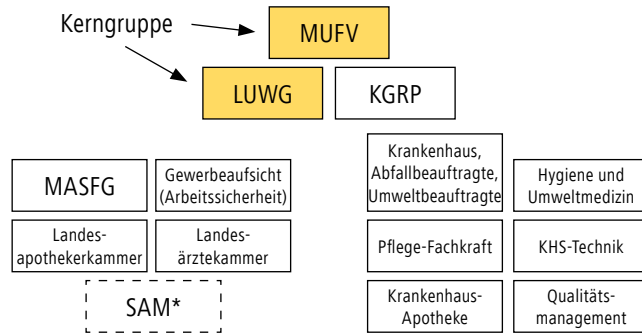 Kerngruppe
MUFV
LUWG
KGRP
MASFG
Gewerbeaufsicht
(Arbeitssicherheit)
Landes-
apothekerkammer
Landes-
ärztekammer
SAM*
Krankenhaus,
Abfallbeauftragte,
Umweltbeauftragte
Hygiene und
Umweltmedizin
Pflege-Fachkraft
KHS-Technik
Krankenhaus-
Apotheke
Qualitäts-
management